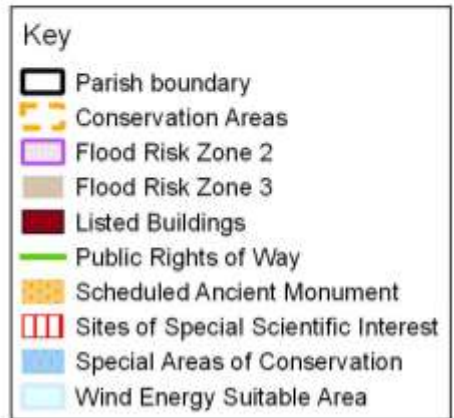 Key
Parish boundary
Conservation Areas
Flood Risk Zone 2
Flood Risk Zone 3
Listed Buildings
Public Rights of Way
Scheduled Ancient Monument
Sites of Special Scientific Interest
Special Areas of Conservation
Wind Energy Suitable Area